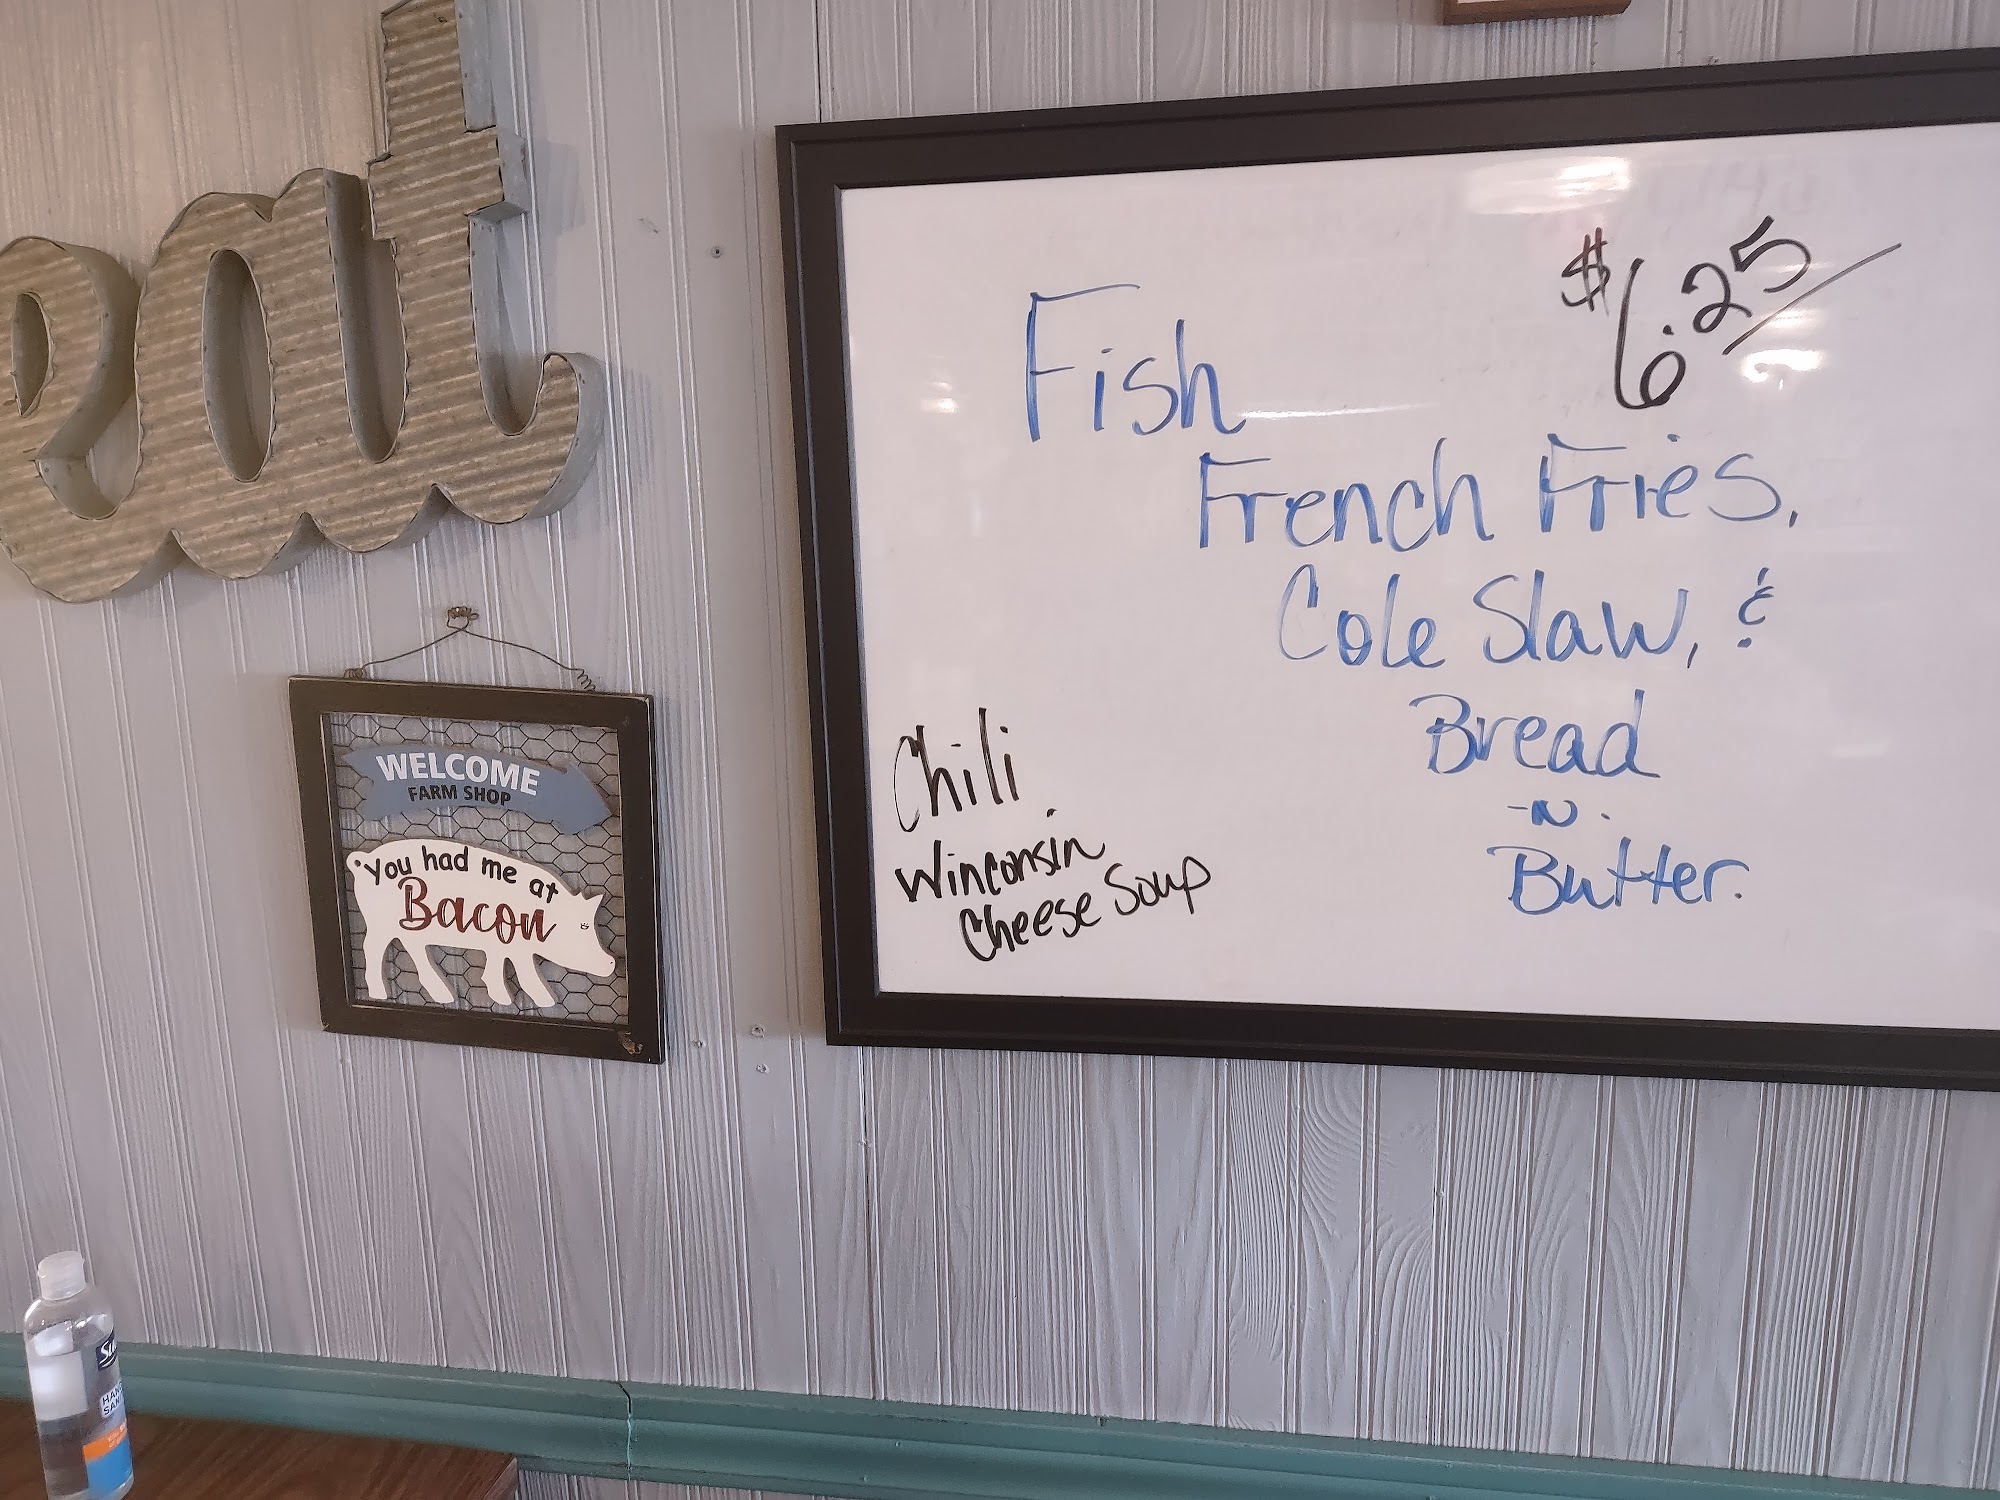 eat
WELCOME
FARM SHOP
You had me at
Bacon
$6.25/
Fish
French Fries,
Cole Slaw, &
Bread
-N-
Butter.
Chili
Winconsin
Cheese Soup